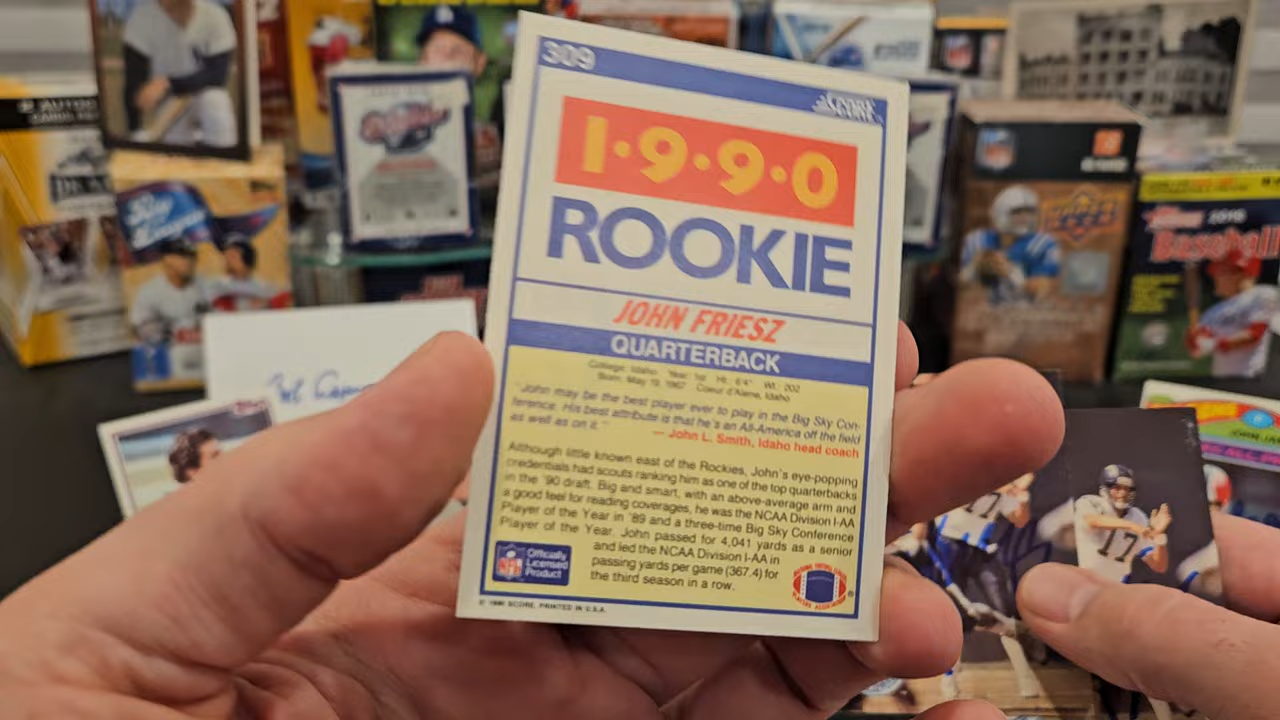 309
SCORE
1·9·9·0
ROOKIE
JOHN FRIESZ
QUARTERBACK
College: Idaho Year: 1st Ht.: 6'4" Wt.: 202
Born: May 19, 1967 Coeur d'Alene, Idaho
"John may be the best player ever to play in the Big Sky Con-
ference. His best attribute is that he's an All-America off the field
as well as on it."
— John L. Smith, Idaho head coach
Although little known east of the Rockies, John's eye-popping
credentials had scouts ranking him as one of the top quarterbacks
in the '90 draft. Big and smart, with an above-average arm and
a good feel for reading coverages, he was the NCAA Division I-AA
Player of the Year in '89 and a three-time Big Sky Conference
Player of the Year. John passed for 4,041 yards as a senior
and led the NCAA Division I-AA in
passing yards per game (367.4) for
the third season in a row.
NFL
Officially
Licensed
Product
© 1990 SCORE, PRINTED IN U.S.A.
17
2016
Baseball